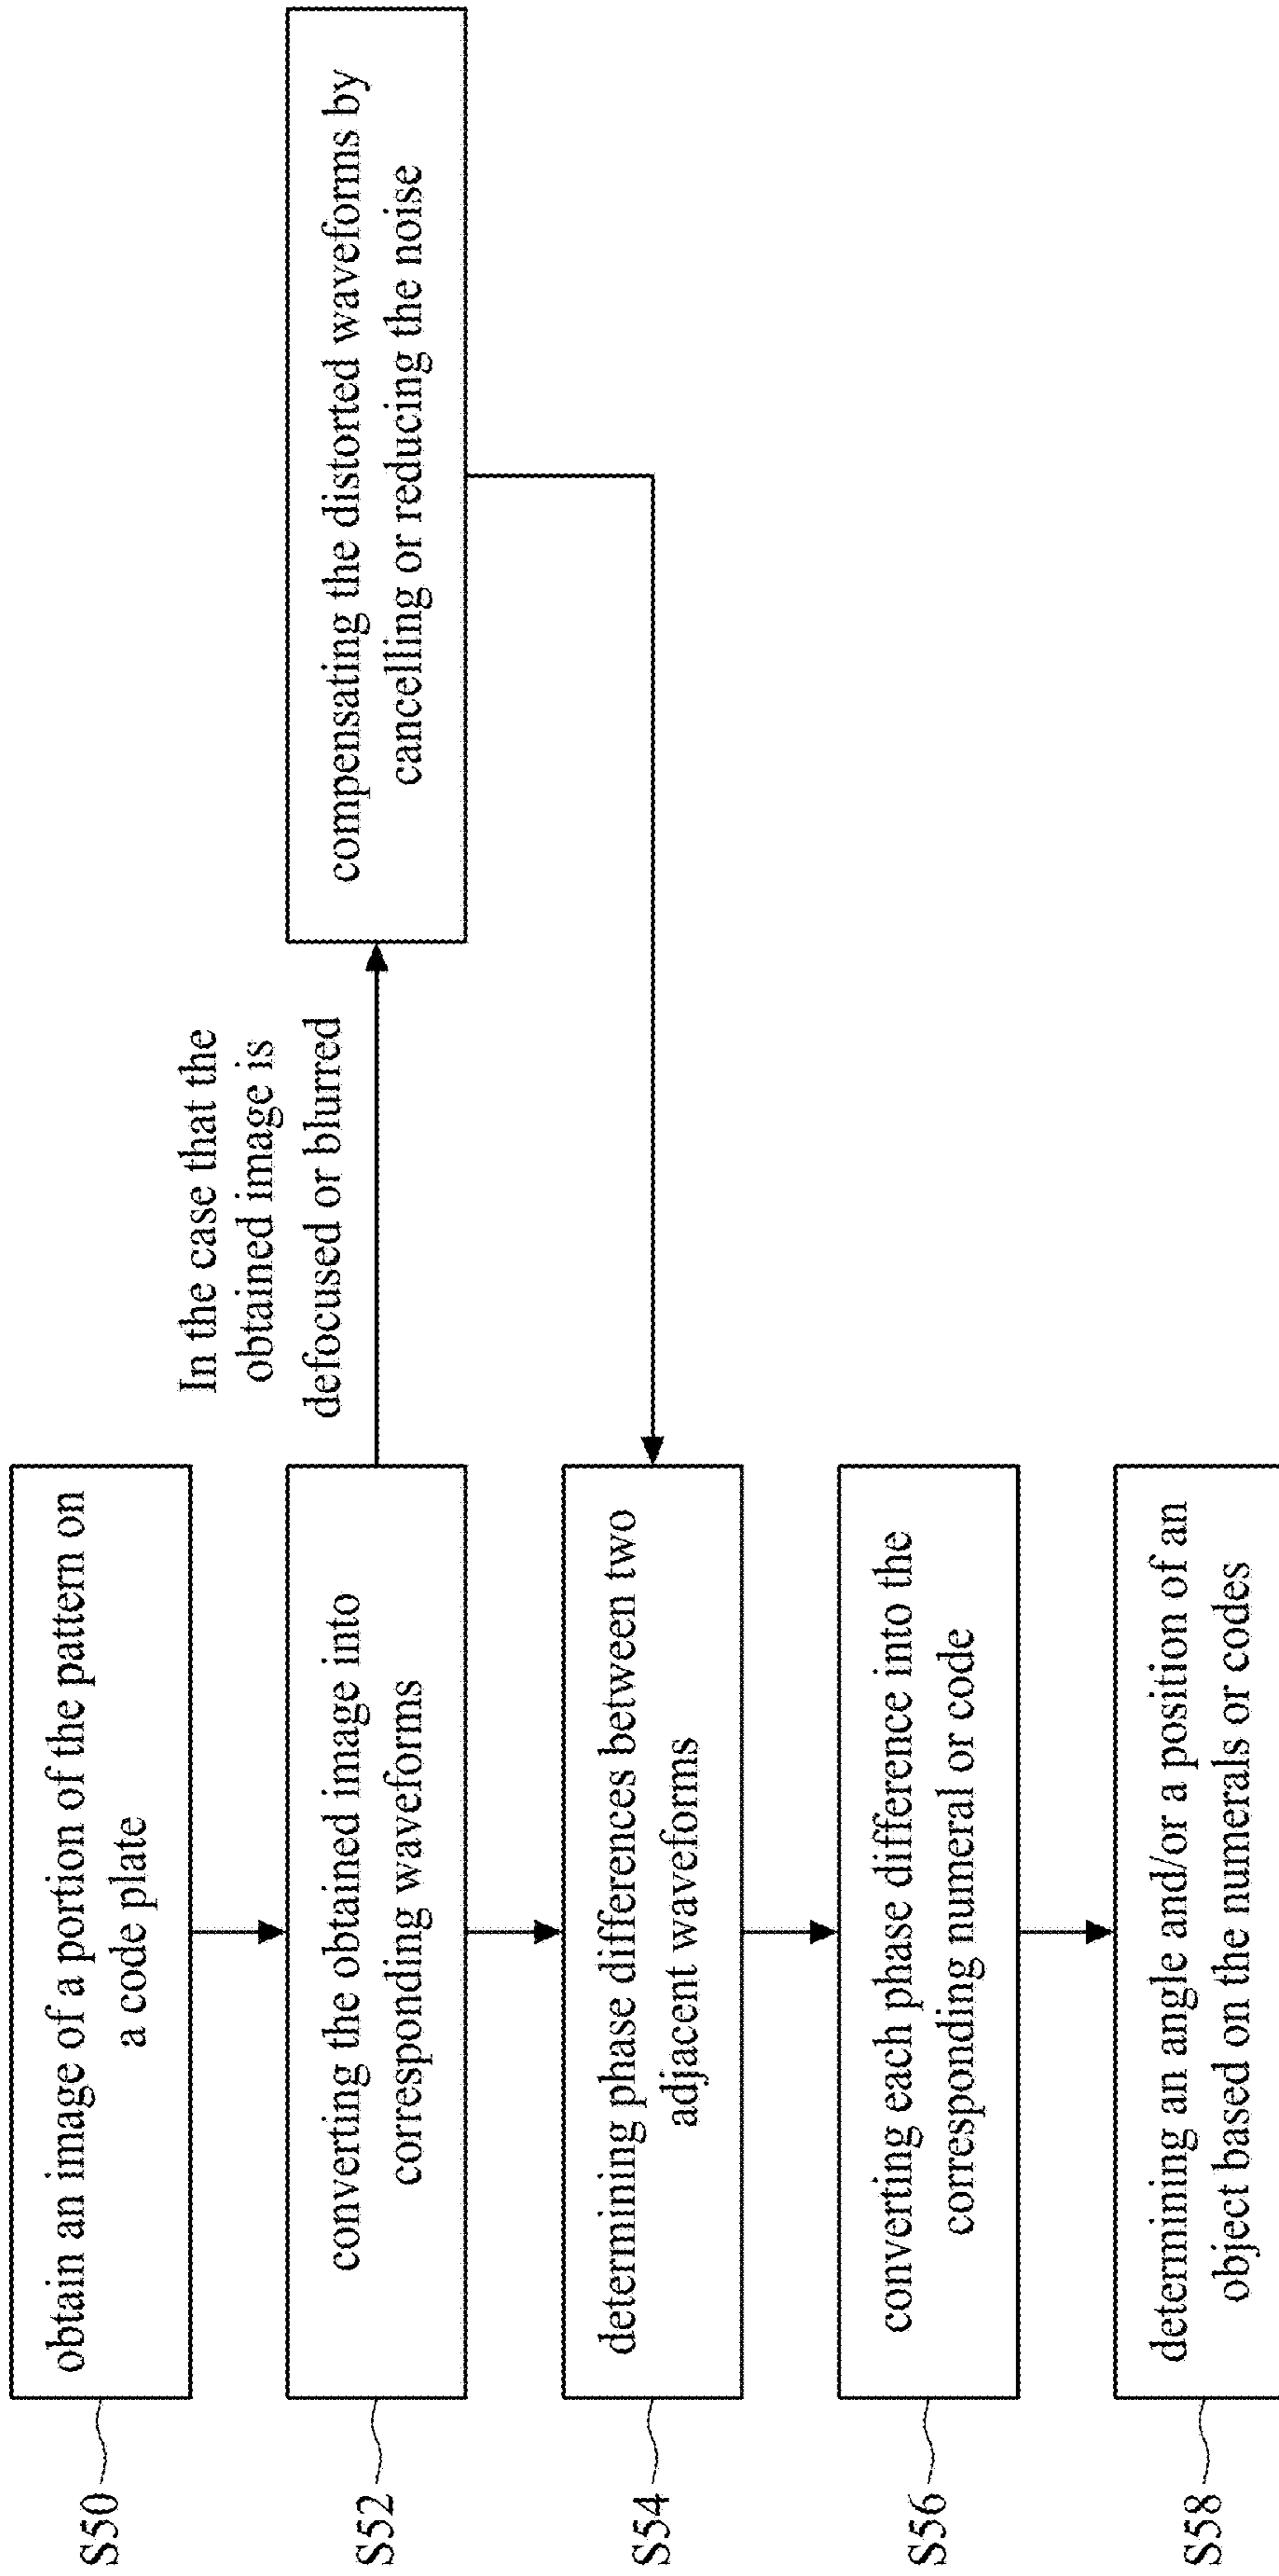 S50
obtain an image of a portion of the pattern on
a code plate
S52
converting the obtained image into
corresponding waveforms
In the case that the
obtained image is
defocused or blurred
compensating the distorted waveforms by
cancelling or reducing the noise
S54
determining phase differences between two
adjacent waveforms
S56
converting each phase difference into the
corresponding numeral or code
S58
determining an angle and/or a position of an
object based on the numerals or codes